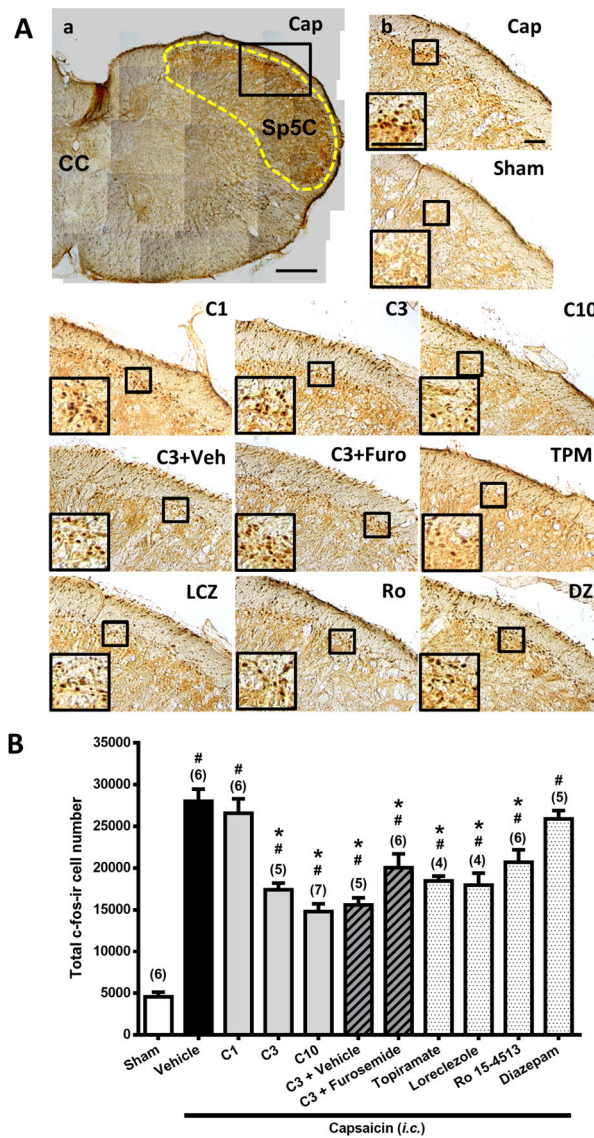 A
a
Cap
Sp5C
CC
b
Cap
Sham
C1
C3
C10
C3+Veh
C3+Furo
TPM
LCZ
Ro
DZ
B
Total c-fos-ir cell number
35000
30000
25000
20000
15000
10000
5000
0
(6)
#
(6)
#
(6)
*
#
(5)
*
#
(7)
*
#
(5)
*
#
(6)
*
#
(4)
*
#
(4)
*
#
(6)
#
(5)
Sham
Vehicle
C1
C3
C10
C3 + Vehicle
C3 + Furosemide
Topiramate
Loreclezole
Ro 15-4513
Diazepam
Capsaicin (i.c.)